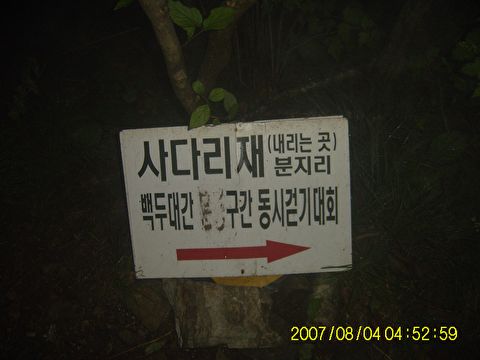 사다리재 (내리는 곳)
분지리
백두대간 구간 동시걷기대회
2007/08/04 04:52:59